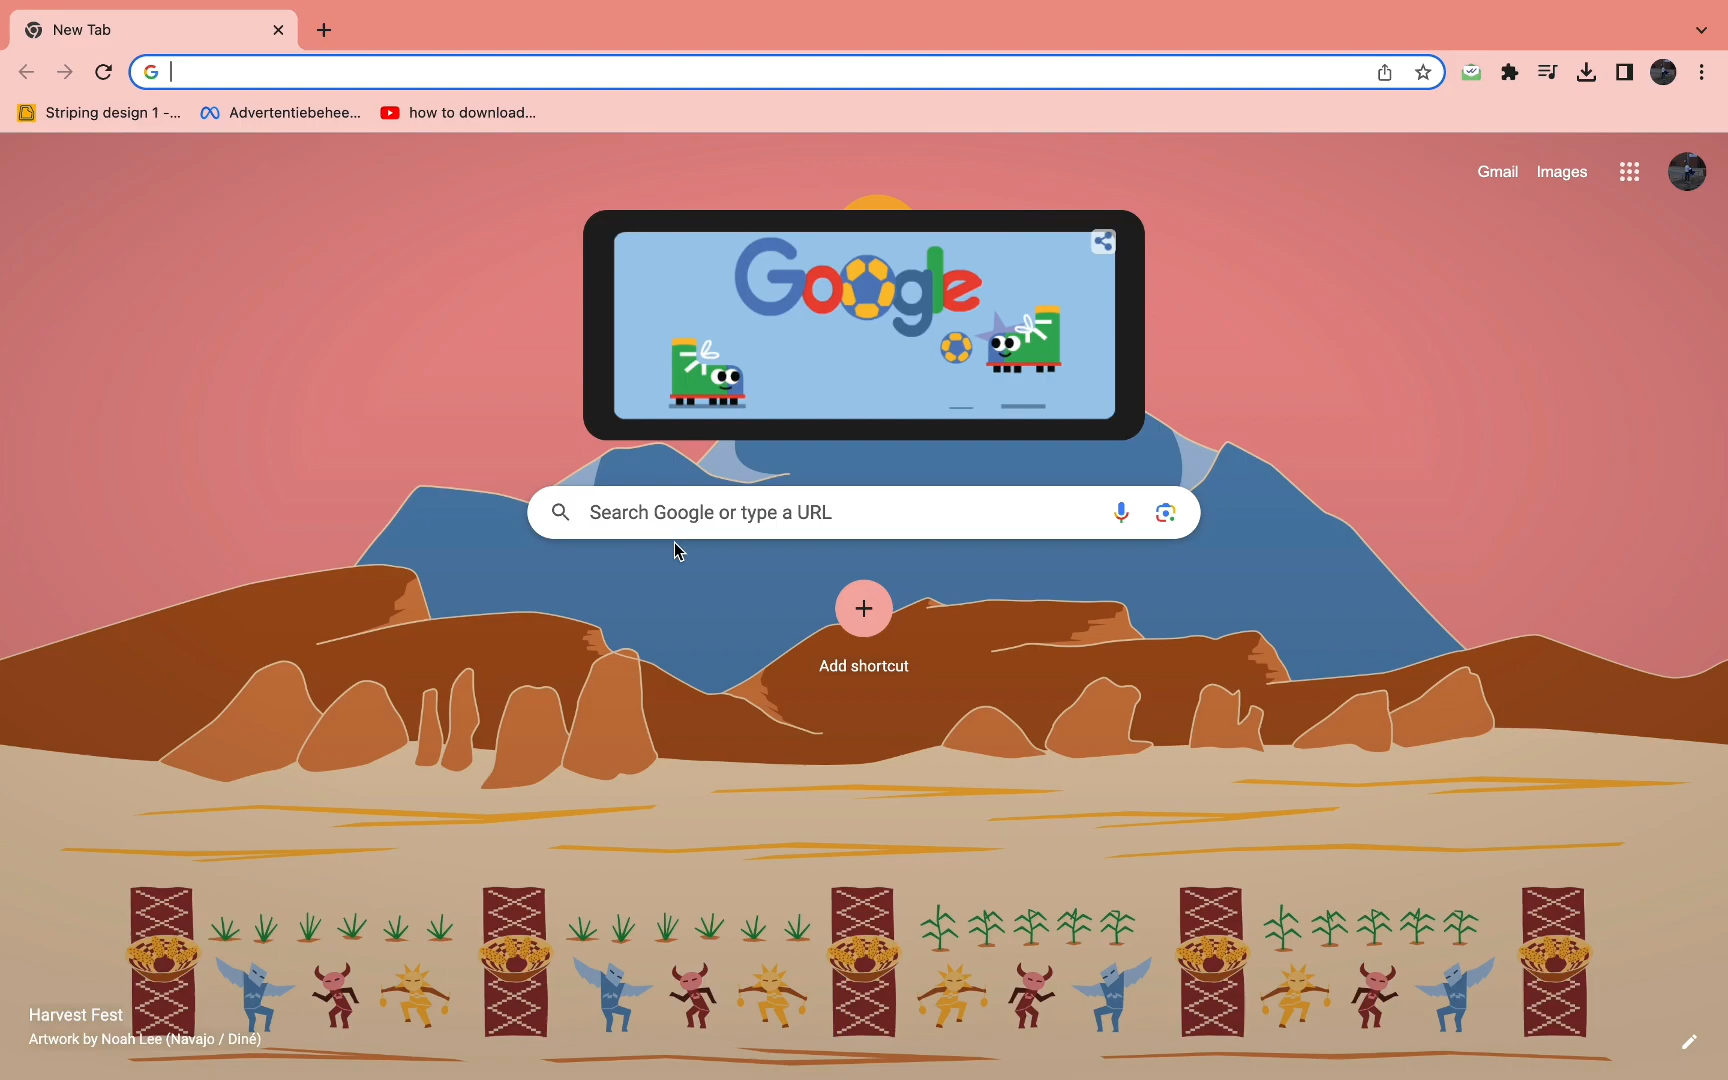 New Tab
Striping design 1 -...
Advertentiebehee...
how to download...
Gmail
Images
Google
Search Google or type a URL
Add shortcut
Harvest Fest
Artwork by Noah Lee (Navajo / Diné)